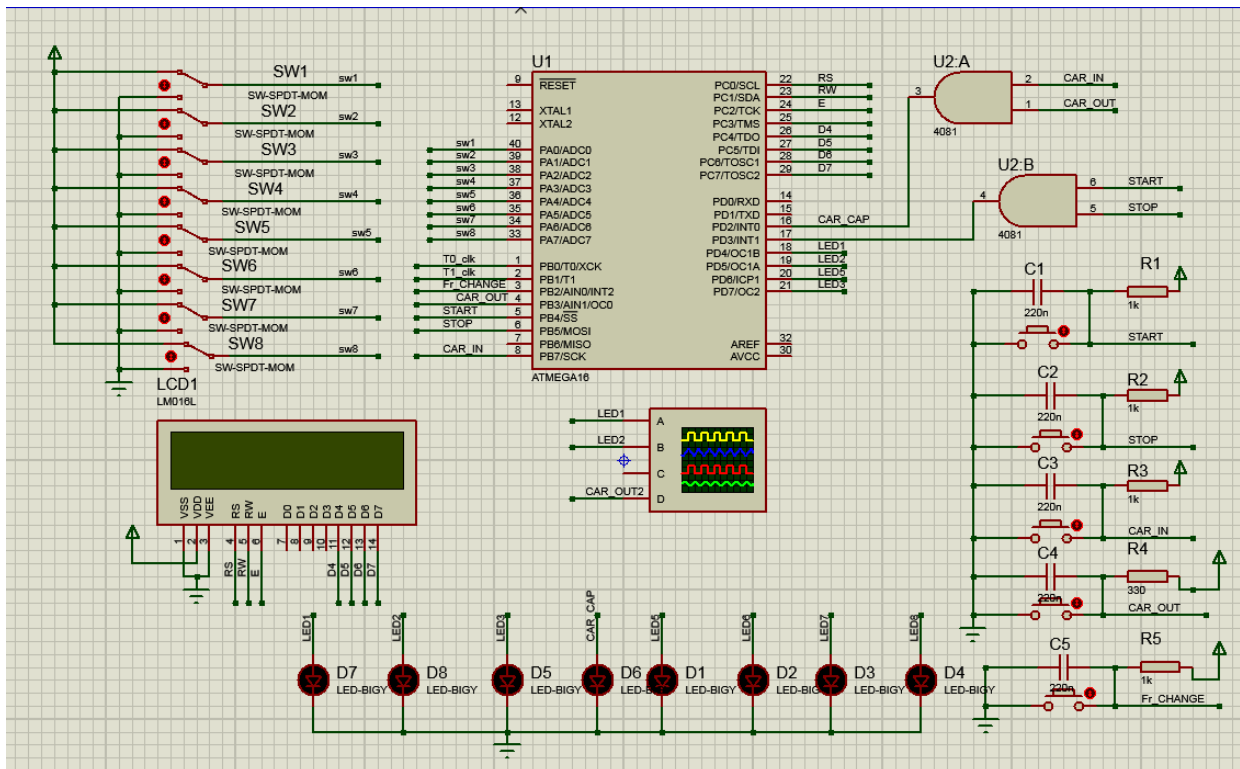 SW1
sw1
SW-SPDT-MOM
SW2
sw2
SW-SPDT-MOM
SW3
sw3
SW-SPDT-MOM
SW4
sw4
SW-SPDT-MOM
SW5
sw5
SW-SPDT-MOM
SW6
sw6
SW-SPDT-MOM
SW7
sw7
SW-SPDT-MOM
SW8
sw8
SW-SPDT-MOM
U1
9 RESET
13 XTAL1
12 XTAL2
sw1 40 PA0/ADC0
sw2 39 PA1/ADC1
sw3 38 PA2/ADC2
sw4 37 PA3/ADC3
sw5 36 PA4/ADC4
sw6 35 PA5/ADC5
sw7 34 PA6/ADC6
sw8 33 PA7/ADC7
T0_clk 1 PB0/T0/XCK
T1_clk 2 PB1/T1
Fr_CHANGE 3 PB2/AIN0/INT2
CAR_OUT 4 PB3/AIN1/OC0
START 5 PB4/SS
STOP 6 PB5/MOSI
7 PB6/MISO
CAR_IN 8 PB7/SCK
PC0/SCL 22 RS
PC1/SDA 23 RW
PC2/TCK 24 E
PC3/TMS 25
PC4/TDO 26 D4
PC5/TDI 27 D5
PC6/TOSC1 28 D6
PC7/TOSC2 29 D7
PD0/RXD 14
PD1/TXD 15
PD2/INT0 16 CAR_CAP
PD3/INT1 17
PD4/OC1B 18 LED1
PD5/OC1A 19 LED2
PD6/ICP1 20 LED5
PD7/OC2 21 LED3
AREF 32
AVCC 30
ATMEGA16
U2:A
3
2 CAR_IN
1 CAR_OUT
4081
U2:B
4
6 START
5 STOP
4081
C1
220n
R1
1k
START
C2
220n
R2
1k
STOP
C3
220n
R3
1k
CAR_IN
C4
220n
R4
330
CAR_OUT
C5
220n
R5
1k
Fr_CHANGE
LCD1
LM016L
VSS VDD VEE RS RW E D0 D1 D2 D3 D4 D5 D6 D7
1 2 3 4 5 6 7 8 9 10 11 12 13 14
RS RW E D4 D5 D6 D7
LED1 A
LED2 B
C
CAR_OUT2 D
LED1 LED2 LED3 CAR_CAP LED5 LED6 LED7 LED8
D7 D8 D5 D6 D1 D2 D3 D4
LED-BIGY LED-BIGY LED-BIGY LED-BIGY LED-BIGY LED-BIGY LED-BIGY LED-BIGY